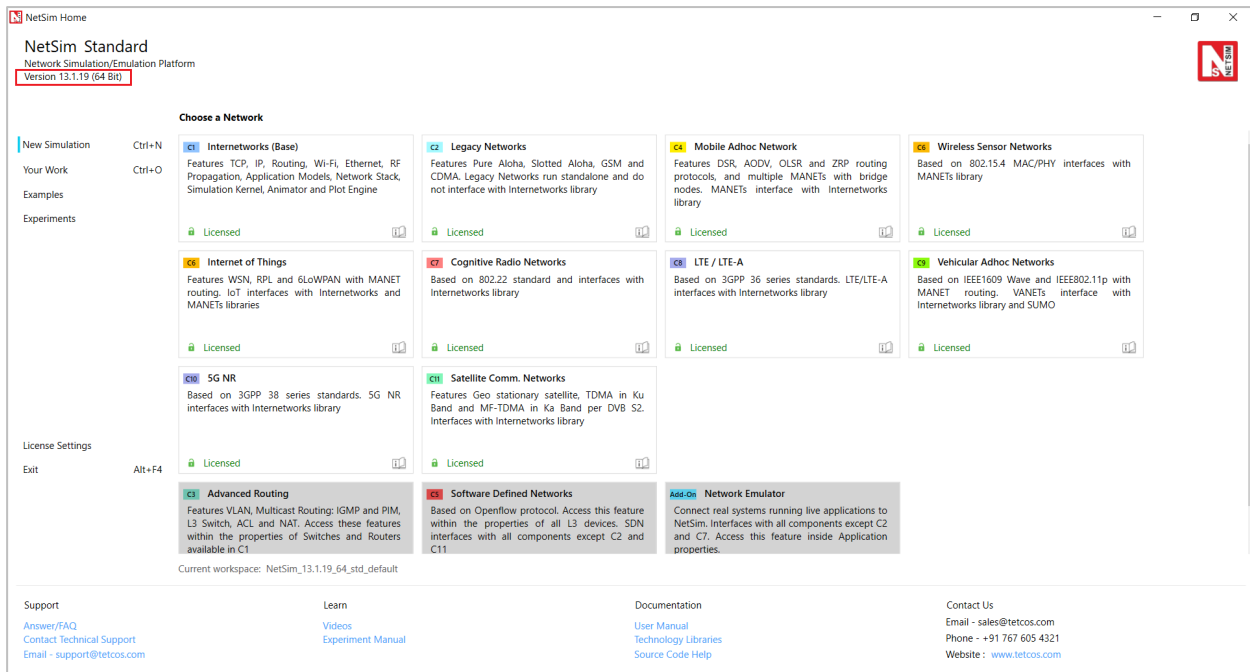 NetSim Home
NetSim Standard
Network Simulation/Emulation Platform
Version 13.1.19 (64 Bit)
NETSIM
Choose a Network
New Simulation Ctrl+N
Your Work Ctrl+O
Examples
Experiments
License Settings
Exit Alt+F4
C1 Internetworks (Base)
Features TCP, IP, Routing, Wi-Fi, Ethernet, RF
Propagation, Application Models, Network Stack,
Simulation Kernel, Animator and Plot Engine
Licensed
C2 Legacy Networks
Features Pure Aloha, Slotted Aloha, GSM and
CDMA. Legacy Networks run standalone and do
not interface with Internetworks library
Licensed
C4 Mobile Adhoc Network
Features DSR, AODV, OLSR and ZRP routing
protocols, and multiple MANETs with bridge
nodes. MANETs interface with Internetworks
library
Licensed
C6 Wireless Sensor Networks
Based on 802.15.4 MAC/PHY interfaces with
MANETs library
Licensed
C6 Internet of Things
Features WSN, RPL and 6LoWPAN with MANET
routing. IoT interfaces with Internetworks and
MANETs libraries
Licensed
C7 Cognitive Radio Networks
Based on 802.22 standard and interfaces with
Internetworks library
Licensed
C8 LTE / LTE-A
Based on 3GPP 36 series standards. LTE/LTE-A
interfaces with Internetworks library
Licensed
C9 Vehicular Adhoc Networks
Based on IEEE1609 Wave and IEEE802.11p with
MANET routing. VANETs interface with
Internetworks library and SUMO
Licensed
C10 5G NR
Based on 3GPP 38 series standards. 5G NR
interfaces with Internetworks library
Licensed
C11 Satellite Comm. Networks
Features Geo stationary satellite, TDMA in Ku
Band and MF-TDMA in Ka Band per DVB S2.
Interfaces with Internetworks library
Licensed
C3 Advanced Routing
Features VLAN, Multicast Routing: IGMP and PIM,
L3 Switch, ACL and NAT. Access these features
within the properties of Switches and Routers
available in C1
C5 Software Defined Networks
Based on Openflow protocol. Access this feature
within the properties of all L3 devices. SDN
interfaces with all components except C2 and
C11
Add-On Network Emulator
Connect real systems running live applications to
NetSim. Interfaces with all components except C2
and C7. Access this feature inside Application
properties.
Current workspace: NetSim_13.1.19_64_std_default
Support
Answer/FAQ
Contact Technical Support
Email - support@tetcos.com
Learn
Videos
Experiment Manual
Documentation
User Manual
Technology Libraries
Source Code Help
Contact Us
Email - sales@tetcos.com
Phone - +91 767 605 4321
Website : www.tetcos.com